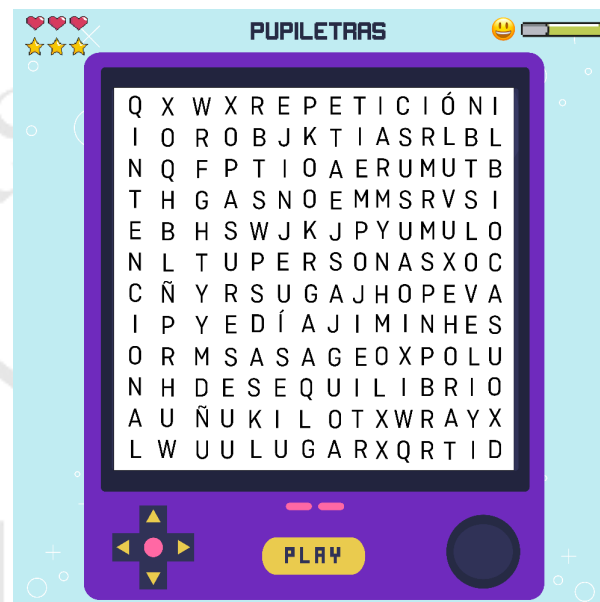 PUPILETRAS
Q X W X R E P E T I C I Ó N I
I O R O B J K T I A S R L B L
N Q F P T I O A E R U M U T B
T H G A S N O E M M S R V S I
E B H S W J K J P Y U M U L O
N L T U P E R S O N A S X O C
C Ñ Y R S U G A J H O P E V A
I P Y E D Í A J I M I N H E S
O R M S A S A G E O X P O L U
N H D E S E Q U I L I B R I O
A U Ñ U K I L O T X W R A Y X
L W U U L U G A R X Q R T I D
PLAY